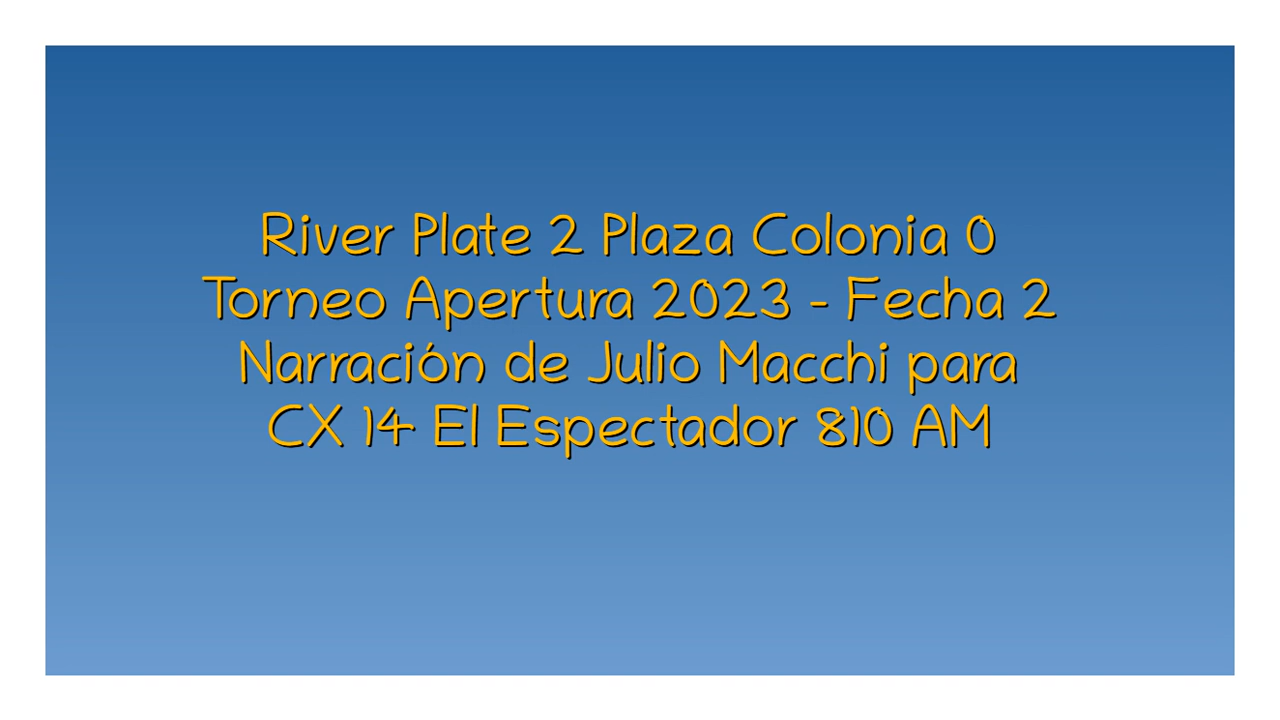 River Plate 2 Plaza Colonia 0
Torneo Apertura 2023 - Fecha 2
Narración de Julio Macchi para
CX 14 El Espectador 810 AM